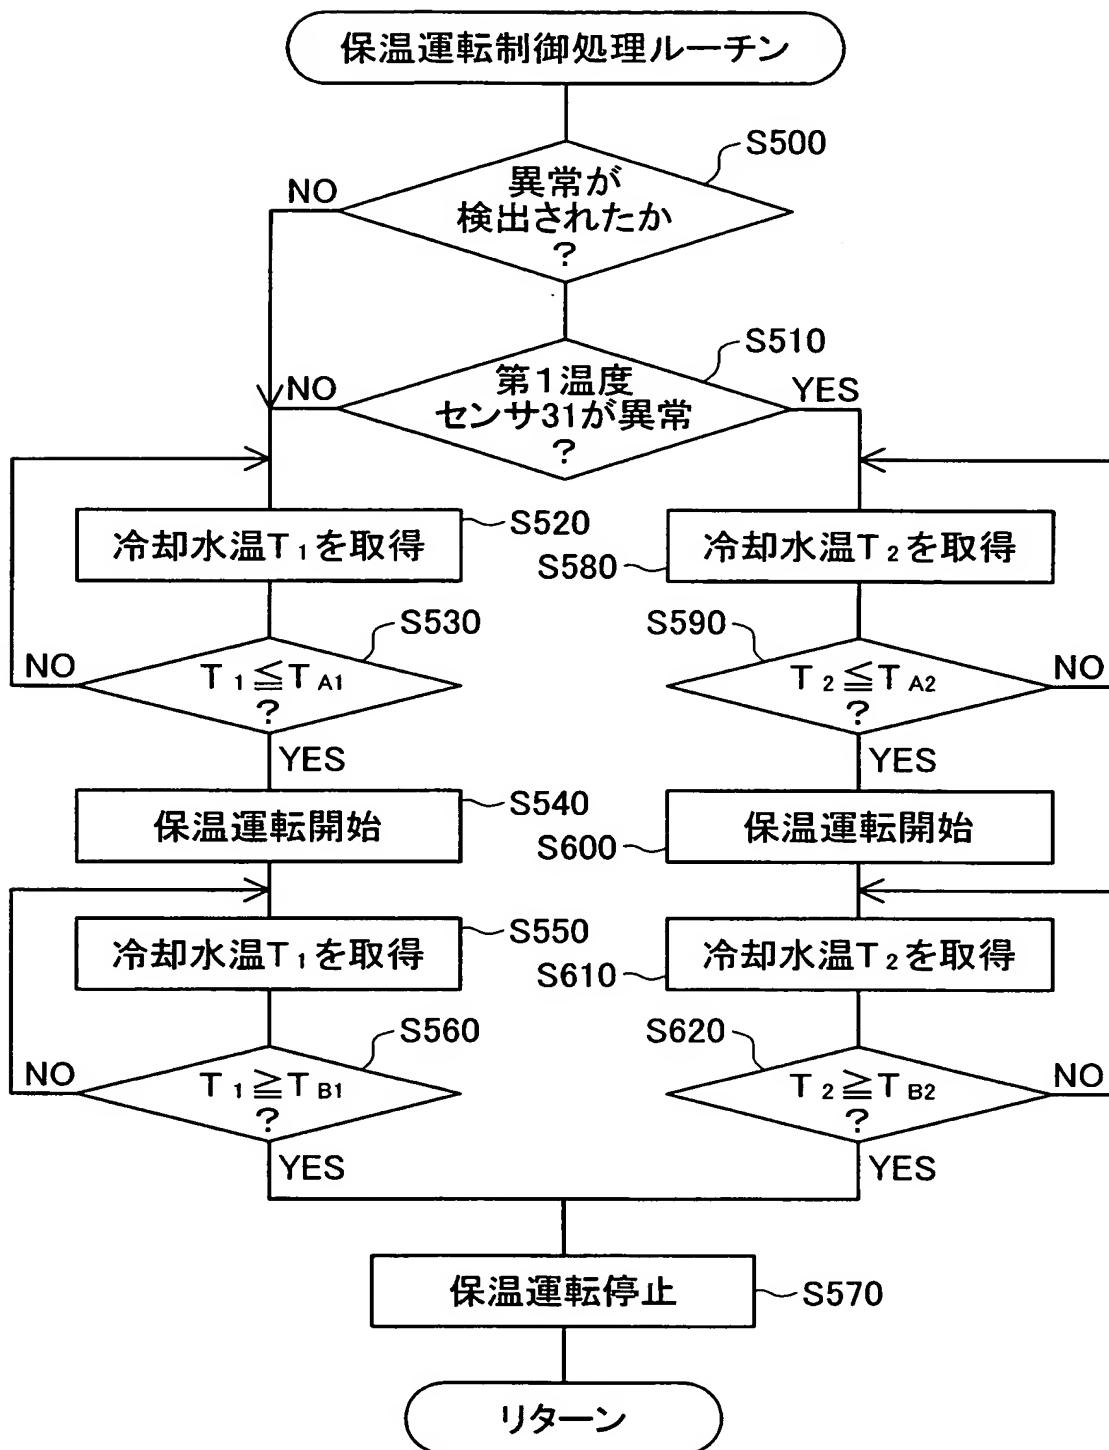 保温運転制御処理ルーチン
S500
異常が
検出されたか
?
NO
S510
第1温度
センサ31が異常
?
NO
YES
冷却水温T₁を取得
S520
冷却水温T₂を取得
S580
S530
T₁≦TA1
?
NO
YES
S590
T₂≦TA2
?
NO
YES
保温運転開始
S540
保温運転開始
S600
冷却水温T₁を取得
S550
冷却水温T₂を取得
S610
S560
T₁≧TB1
?
NO
YES
S620
T₂≧TB2
?
NO
YES
保温運転停止
S570
リターン